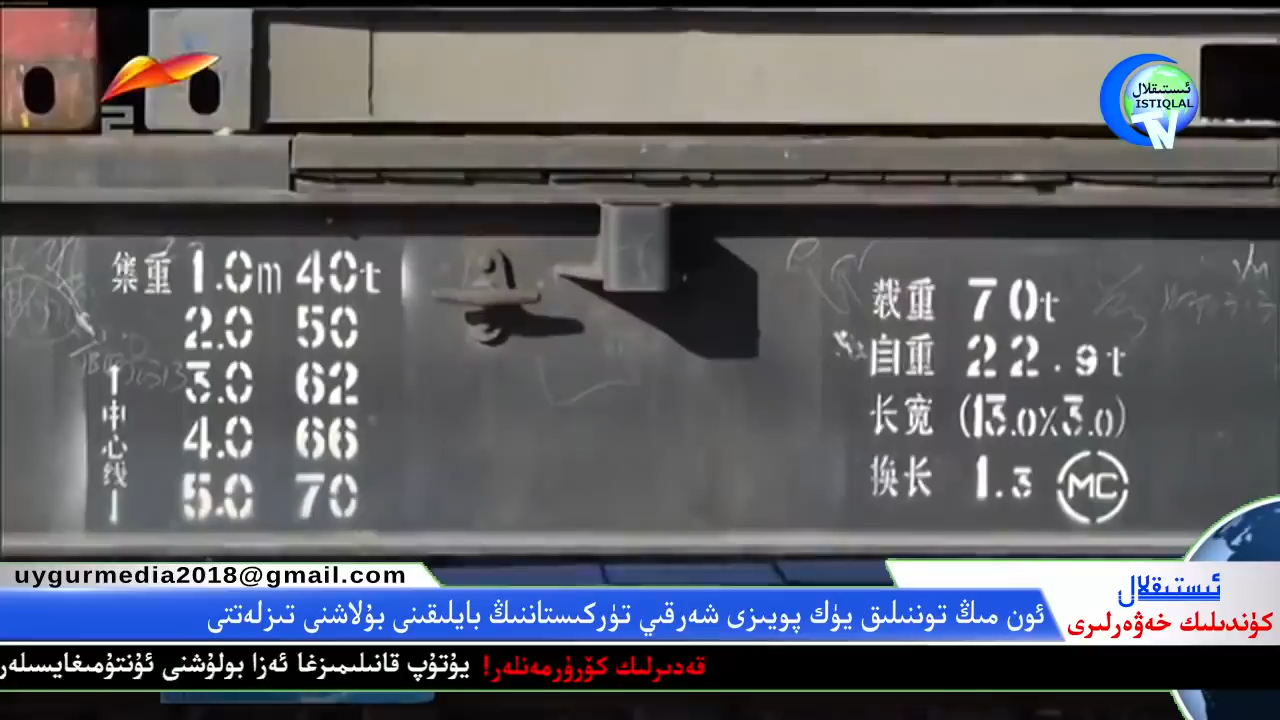 ئىستىقلال
ISTIQLAL
TV
集重 1.0m 40t
2.0 50
3.0 62
4.0 66
5.0 70
中心线
载重 70t
自重 22.9t
长宽 (13.0X3.0)
换长 1.3 MC
uygurmedia2018@gmail.com
ئىستىقلال
كۈندىلىك خەۋەرلىرى
ئون مىڭ توننىلىق يۈك پويىزى شەرقىي تۈركىستاننىڭ بايلىقىنى بۇلاشنى تىزلەتتى
قەدىرلىك كۆرۈرمەنلەر! يۇتۇپ قانىلىمىزغا ئەزا بولۇشنى ئۇنتۇمىغايسىلەر